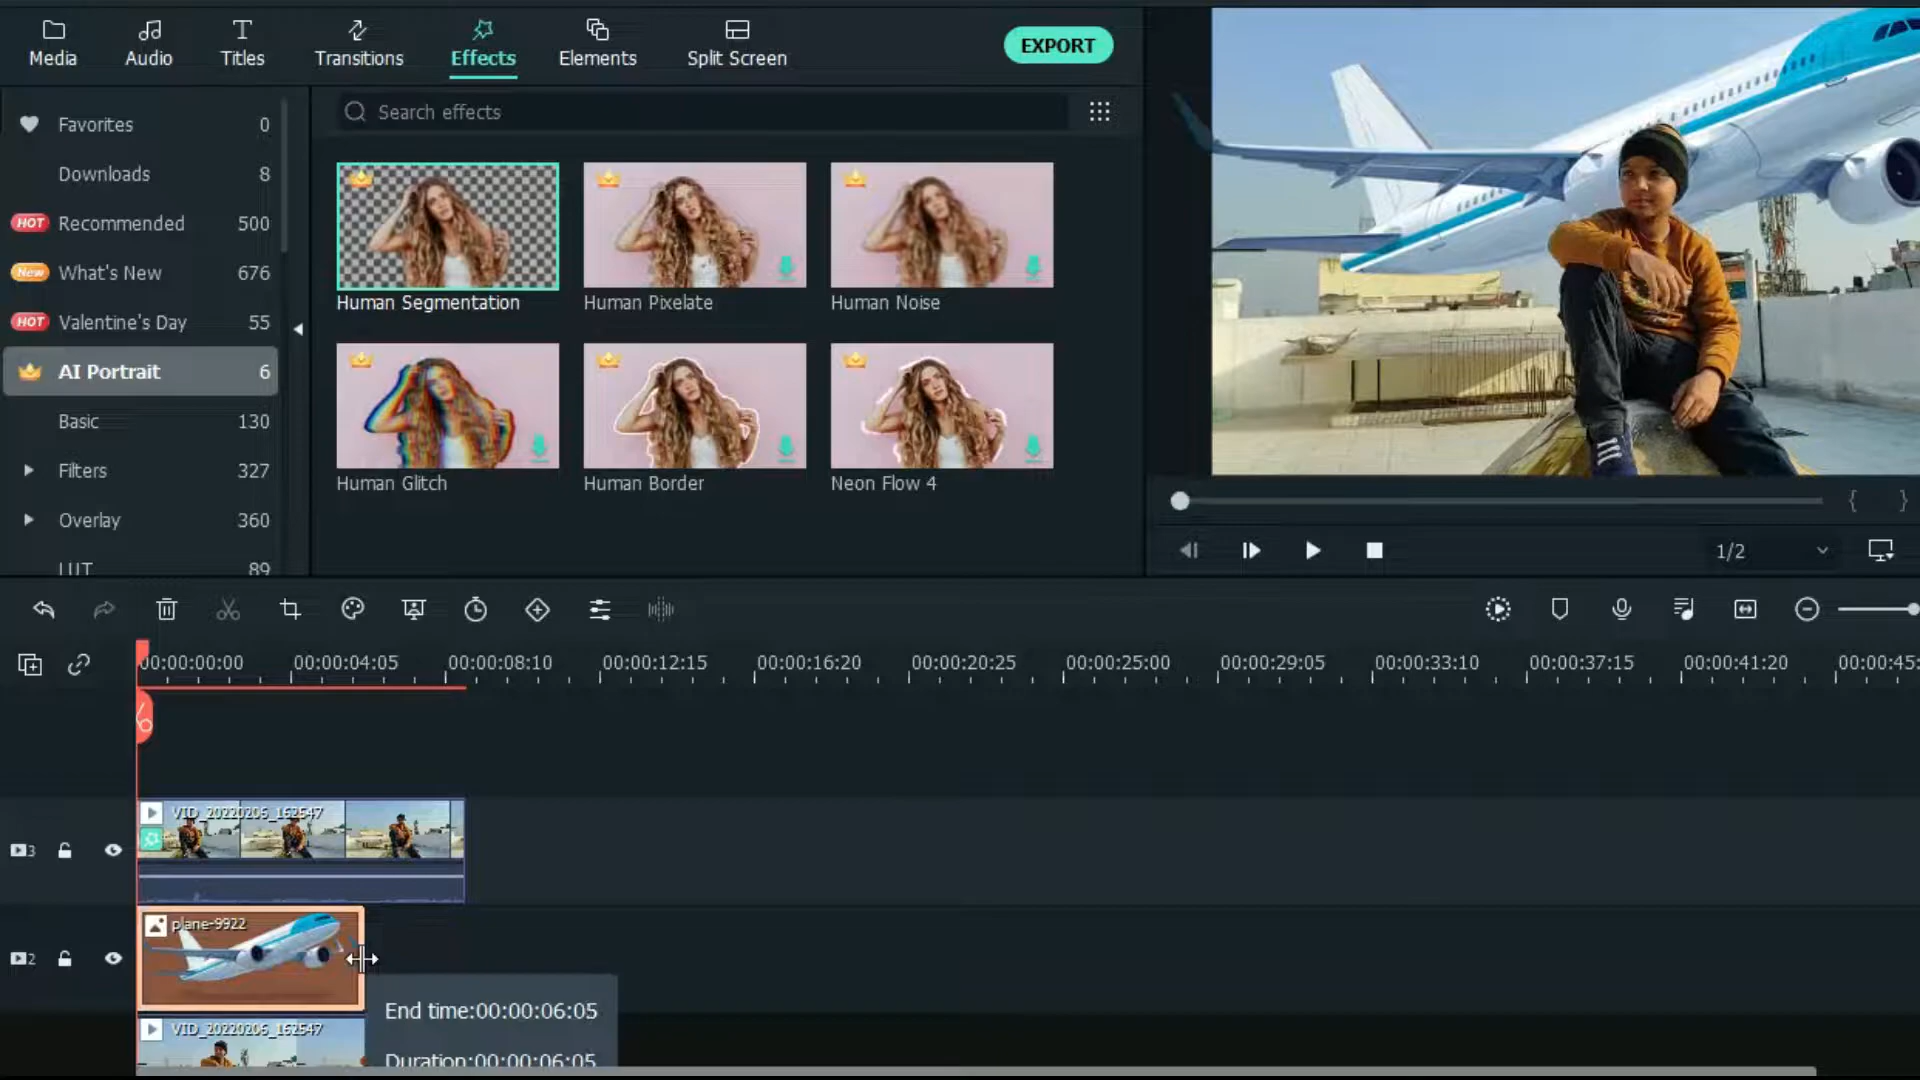 Media
Audio
Titles
Transitions
Effects
Elements
Split Screen
EXPORT
Search effects
Favorites 0
Downloads 8
HOT Recommended 500
New What's New 676
HOT Valentine's Day 55
AI Portrait 6
Basic 130
Filters 327
Overlay 360
LUT 89
Human Segmentation
Human Pixelate
Human Noise
Human Glitch
Human Border
Neon Flow 4
{ }
1/2
00:00:00:00 00:00:04:05 00:00:08:10 00:00:12:15 00:00:16:20 00:00:20:25 00:00:25:00 00:00:29:05 00:00:33:10 00:00:37:15 00:00:41:20 00:00:45:
VID_20220206_162547
3
plane-9922
2
End time:00:00:06:05
VID_20220206_162547
Duration:00:00:06:05